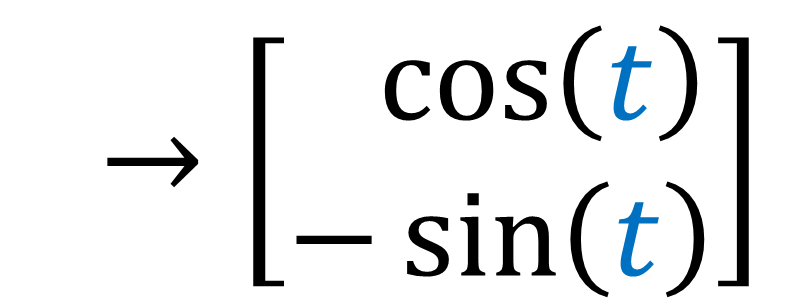 → [ cos(t)
− sin(t) ]